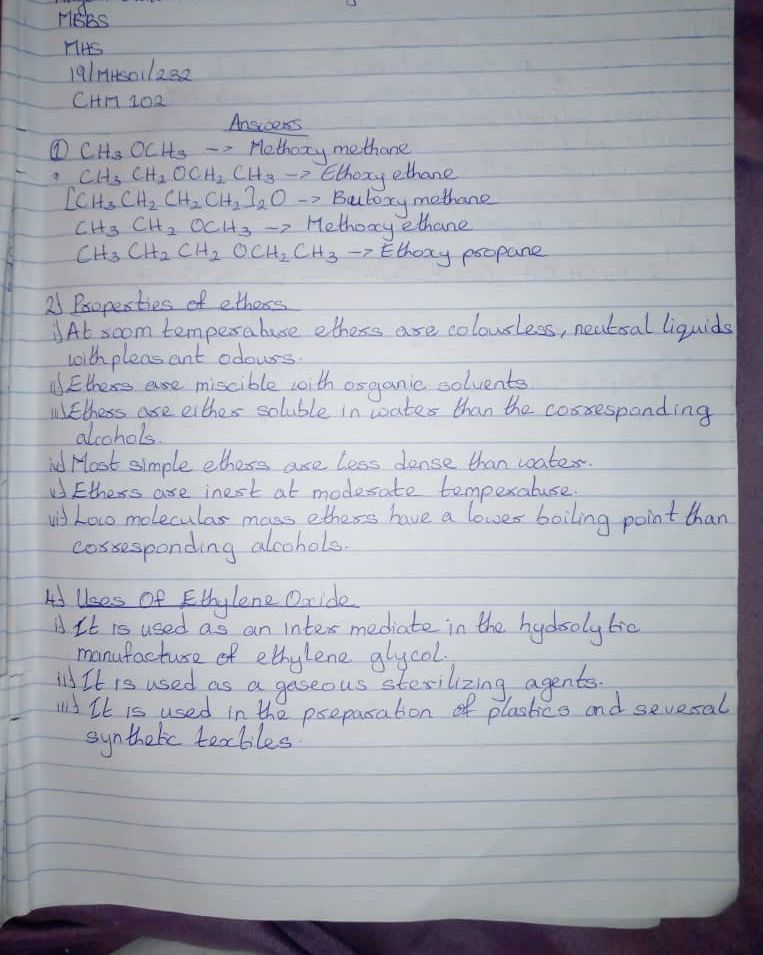 MBBS
MHS
19/MHS01/232
CHM 102
Answers
① CH3 OCH3 --> Methoxy methane
• CH3 CH2 OCH2 CH3 --> Ethoxy ethane
[CH3 CH2 CH2 CH2]2O --> Butoxy methane
CH3 CH2 OCH3 --> Methoxy ethane
CH3 CH2 CH2 OCH2 CH3 --> Ethoxy propane
2) Properties of ethers
i) At room temperature ethers are colourless, neutral liquids
with pleasant odours.
ii) Ethers are miscible with organic solvents
iii) Ethers are either soluble in water than the corresponding
alcohols.
iv) Most simple ethers are less dense than water.
v) Ethers are inert at moderate temperature.
vi) Low molecular mass ethers have a lower boiling point than
corresponding alcohols.
4) Uses Of Ethylene Oxide
i) It is used as an inter mediate in the hydrolytic
manufacture of ethylene glycol.
ii) It is used as a gaseous sterilizing agents.
iii) It is used in the preparation of plastics and several
synthetic textiles.